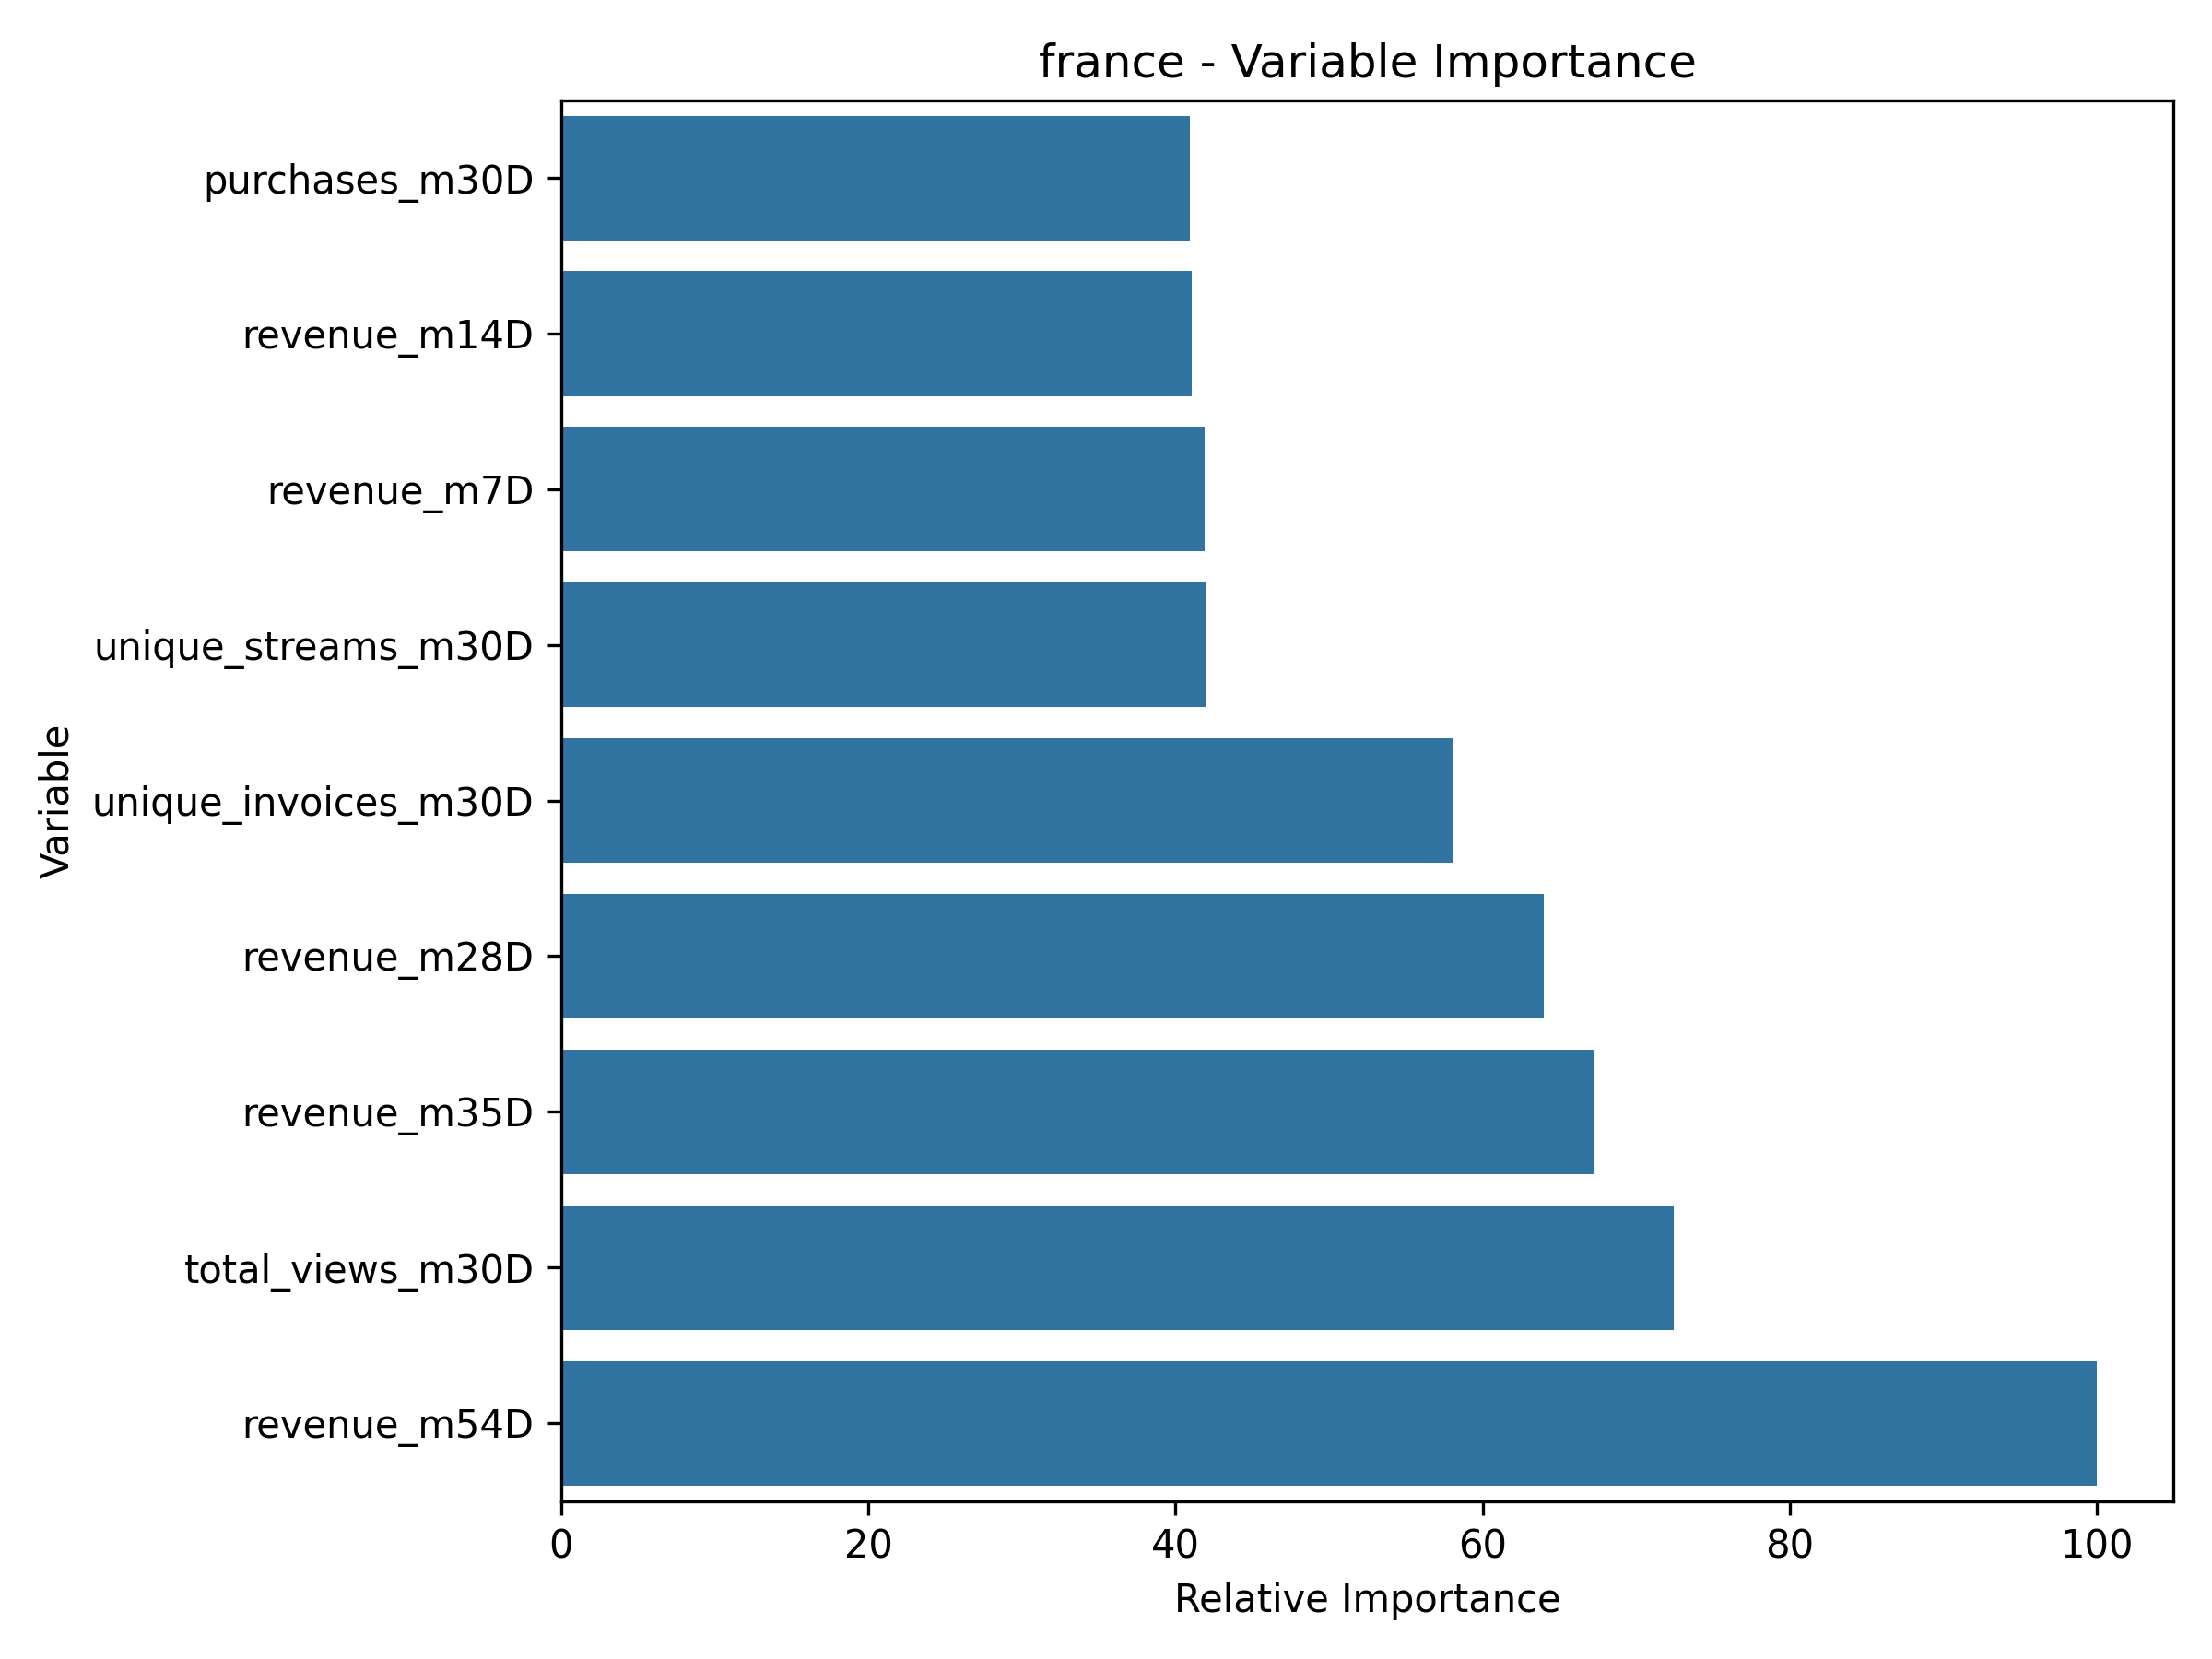 france - Variable Importance
purchases_m30D
revenue_m14D
revenue_m7D
unique_streams_m30D
Variable
unique_invoices_m30D
revenue_m28D
revenue_m35D
total_views_m30D
revenue_m54D
0 20 40 60 80 100
Relative Importance